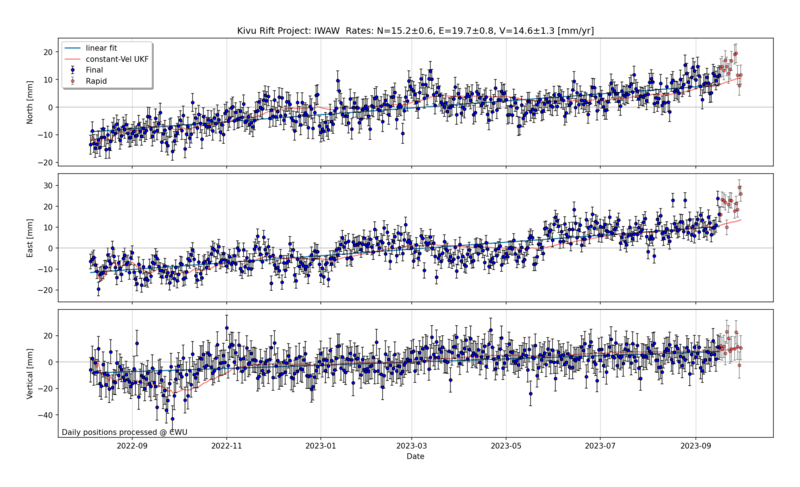 Kivu Rift Project: IWAW  Rates: N=15.2±0.6, E=19.7±0.8, V=14.6±1.3 [mm/yr]
linear fit
constant-Vel UKF
Final
Rapid
North [mm]
20
10
0
−10
−20
East [mm]
30
20
10
0
−10
−20
Vertical [mm]
20
0
−20
−40
Daily positions processed @ CWU
2022-09
2022-11
2023-01
2023-03
2023-05
2023-07
2023-09
Date